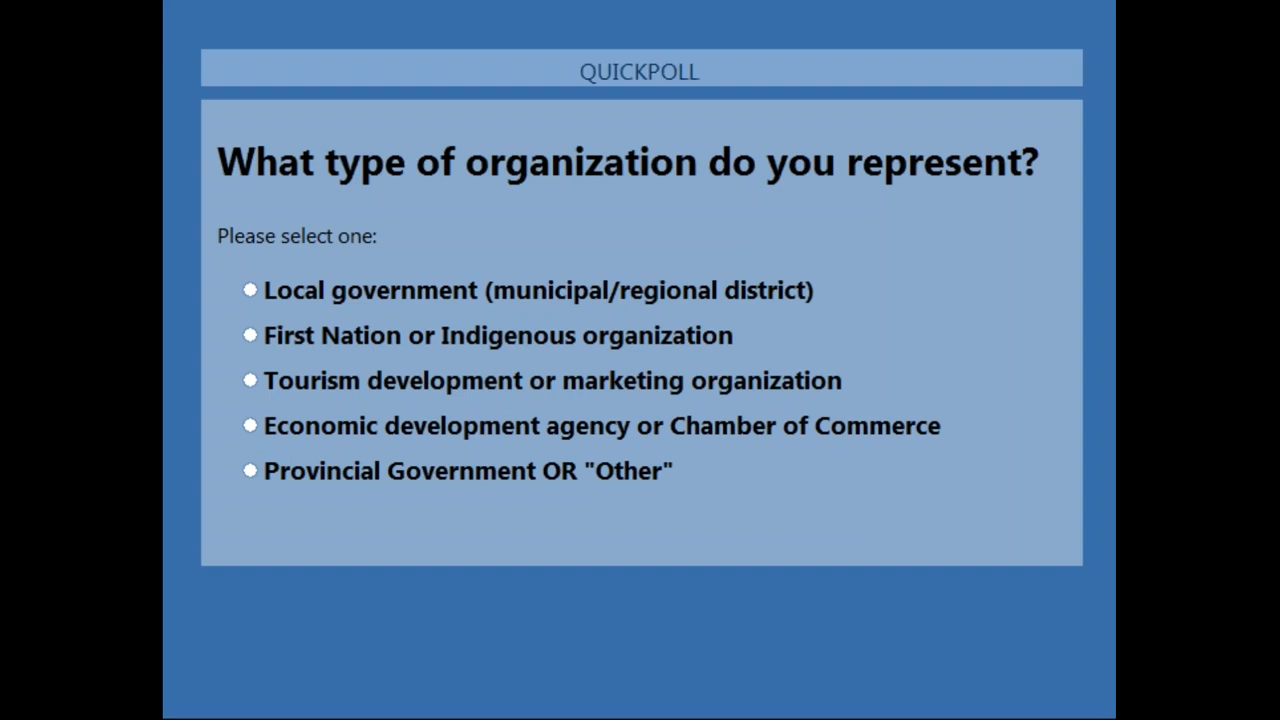 QUICKPOLL
What type of organization do you represent?
Please select one:
Local government (municipal/regional district)
First Nation or Indigenous organization
Tourism development or marketing organization
Economic development agency or Chamber of Commerce
Provincial Government OR "Other"